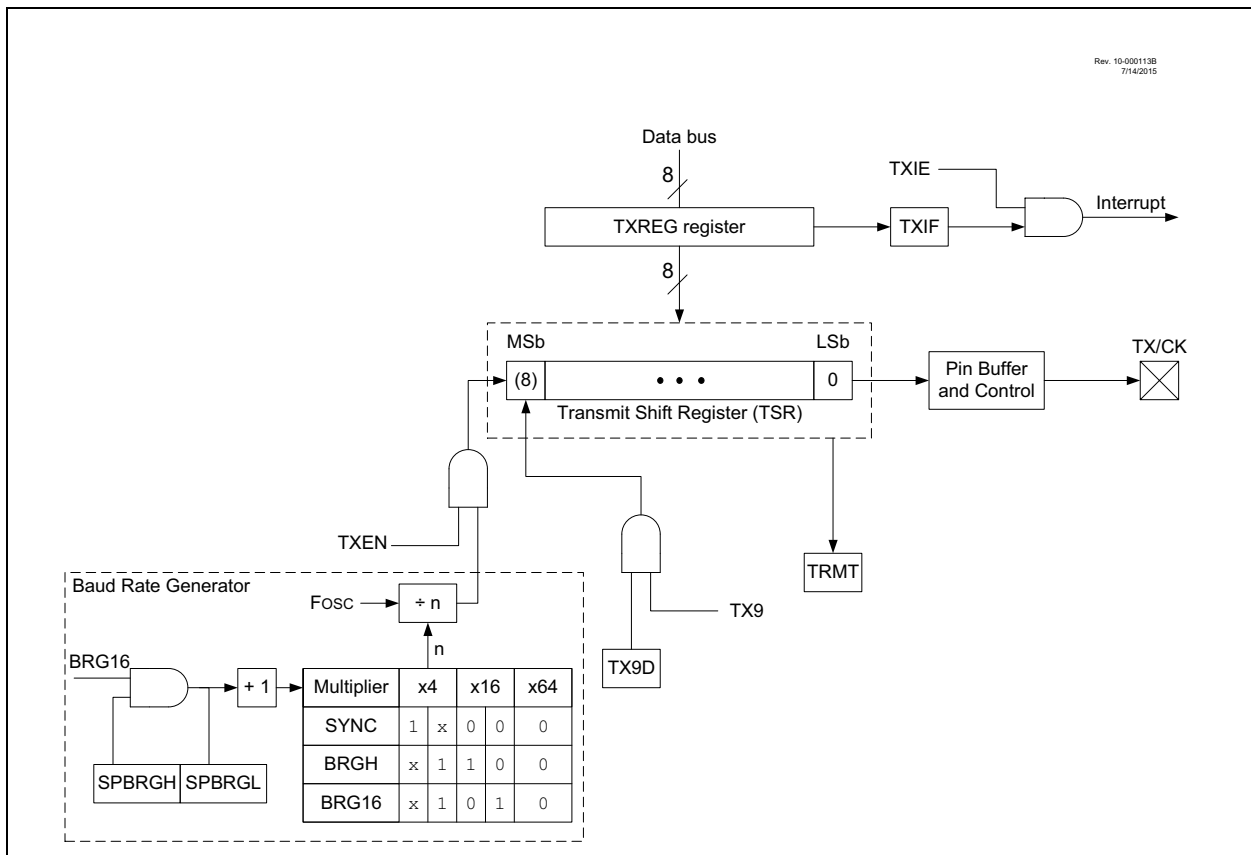 Rev. 10-000113B
7/14/2015
Data bus
8
TXIE
Interrupt
TXREG register
TXIF
8
MSb
LSb
TX/CK
(8)
• • •
0
Pin Buffer
and Control
Transmit Shift Register (TSR)
TXEN
TRMT
Baud Rate Generator
FOSC
÷ n
TX9
n
TX9D
BRG16
+ 1
Multiplier x4 x16 x64
SYNC 1 x 0 0 0
BRGH x 1 1 0 0
BRG16 x 1 0 1 0
SPBRGH SPBRGL